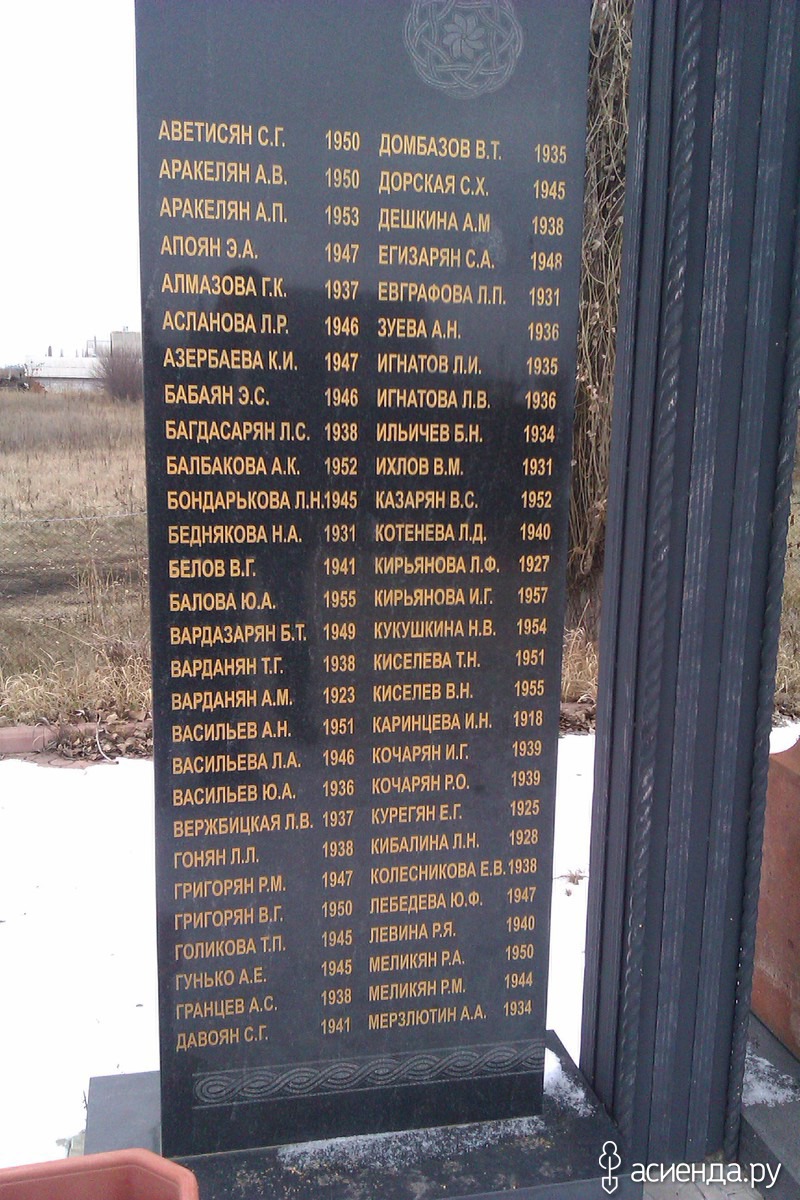 АВЕТИСЯН С.Г. 1950
АРАКЕЛЯН А.В. 1950
АРАКЕЛЯН А.П. 1953
АПОЯН Э.А. 1947
АЛМАЗОВА Г.К. 1937
АСЛАНОВА Л.Р. 1946
АЗЕРБАЕВА К.И. 1947
БАБАЯН Э.С. 1946
БАГДАСАРЯН Л.С. 1938
БАЛБАКОВА А.К. 1952
БОНДАРЬКОВА Л.Н. 1945
БЕДНЯКОВА Н.А. 1931
БЕЛОВ В.Г. 1941
БАЛОВА Ю.А. 1955
ВАРДАЗАРЯН Б.Т. 1949
ВАРДАНЯН Т.Г. 1938
ВАРДАНЯН А.М. 1923
ВАСИЛЬЕВ А.Н. 1951
ВАСИЛЬЕВА Л.А. 1946
ВАСИЛЬЕВ Ю.А. 1936
ВЕРЖБИЦКАЯ Л.В. 1937
ГОНЯН Л.Л. 1938
ГРИГОРЯН Р.М. 1947
ГРИГОРЯН В.Г. 1950
ГОЛИКОВА Т.П. 1945
ГУНЬКО А.Е. 1945
ГРАНЦЕВ А.С. 1938
ДАВОЯН С.Г. 1941
ДОМБАЗОВ В.Т. 1935
ДОРСКАЯ С.Х. 1945
ДЕШКИНА А.М 1938
ЕГИЗАРЯН С.А. 1948
ЕВГРАФОВА Л.П. 1931
ЗУЕВА А.Н. 1936
ИГНАТОВ Л.И. 1935
ИГНАТОВА Л.В. 1936
ИЛЬИЧЕВ Б.Н. 1934
ИХЛОВ В.М. 1931
КАЗАРЯН В.С. 1952
КОТЕНЕВА Л.Д. 1940
КИРЬЯНОВА Л.Ф. 1927
КИРЬЯНОВА И.Г. 1957
КУКУШКИНА Н.В. 1954
КИСЕЛЕВА Т.Н. 1951
КИСЕЛЕВ В.Н. 1955
КАРИНЦЕВА И.Н. 1918
КОЧАРЯН И.Г. 1939
КОЧАРЯН Р.О. 1939
КУРЕГЯН Е.Г. 1925
КИБАЛИНА Л.Н. 1928
КОЛЕСНИКОВА Е.В. 1938
ЛЕБЕДЕВА Ю.Ф. 1947
ЛЕВИНА Р.Я. 1940
МЕЛИКЯН Р.А. 1950
МЕЛИКЯН Р.М. 1944
МЕРЗЛЮТИН А.А. 1934
асиенда.ру